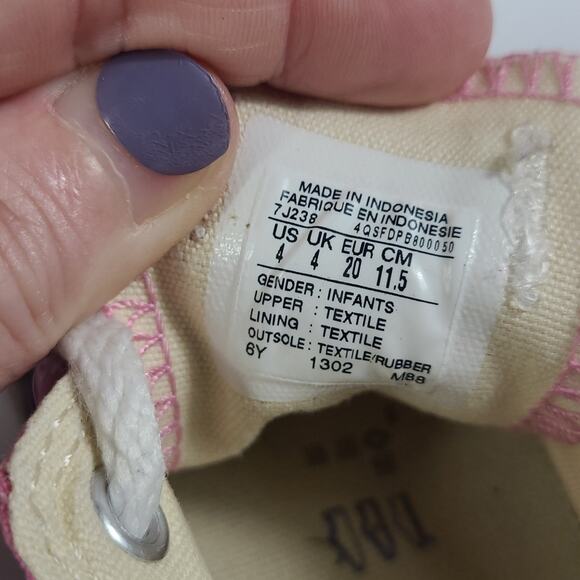 MADE IN INDONESIA
FABRIQUE EN INDONESIE
7J238 4QSFDPB800050
US UK EUR CM
4 4 20 11.5
GENDER : INFANTS
UPPER : TEXTILE
LINING : TEXTILE
OUTSOLE : TEXTILE/RUBBER
6Y 1302 MBB